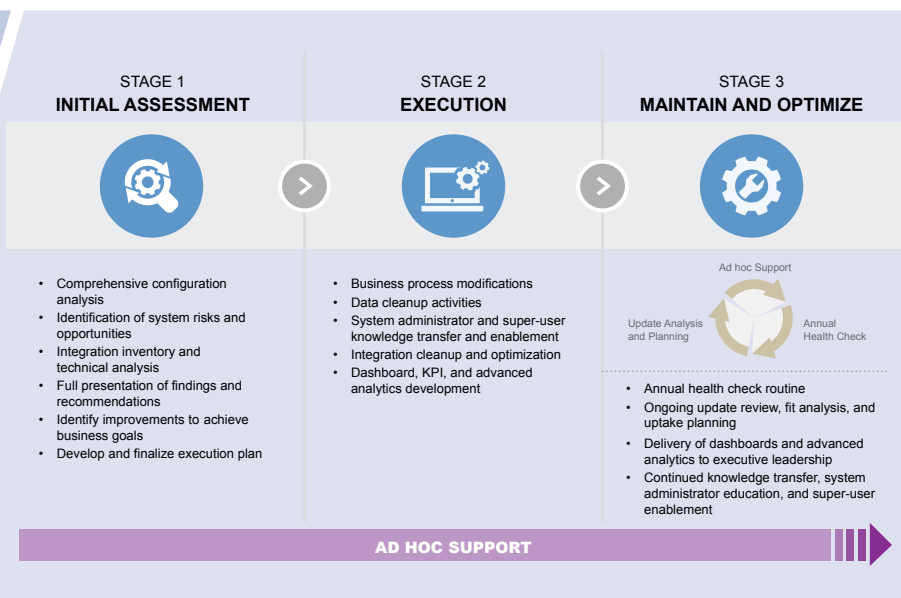 STAGE 1
INITIAL ASSESSMENT
• Comprehensive configuration
analysis
• Identification of system risks and
opportunities
• Integration inventory and
technical analysis
• Full presentation of findings and
recommendations
• Identify improvements to achieve
business goals
• Develop and finalize execution plan
STAGE 2
EXECUTION
• Business process modifications
• Data cleanup activities
• System administrator and super-user
knowledge transfer and enablement
• Integration cleanup and optimization
• Dashboard, KPI, and advanced
analytics development
STAGE 3
MAINTAIN AND OPTIMIZE
Ad hoc Support
Update Analysis
and Planning
Annual
Health Check
• Annual health check routine
• Ongoing update review, fit analysis, and
uptake planning
• Delivery of dashboards and advanced
analytics to executive leadership
• Continued knowledge transfer, system
administrator education, and super-user
enablement
AD HOC SUPPORT